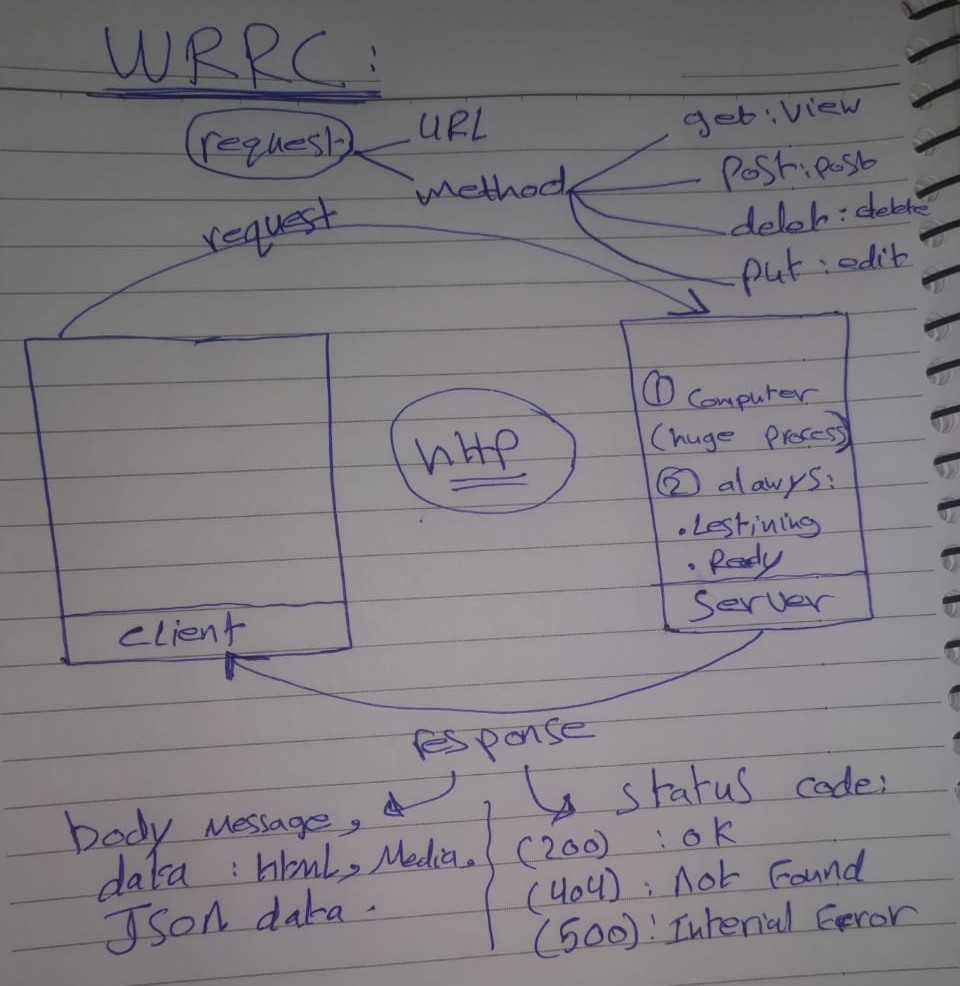 WRRC:
request
URL
method
get: view
post: post
delet: delete
put: edit
request
http
① Computer
(huge process)
② alawys:
• Lestining
• Ready
Server
Client
response
body message,
data : html, Media.
JSON data.
status code:
(200) : ok
(404) : Not Found
(500) : Interial Error